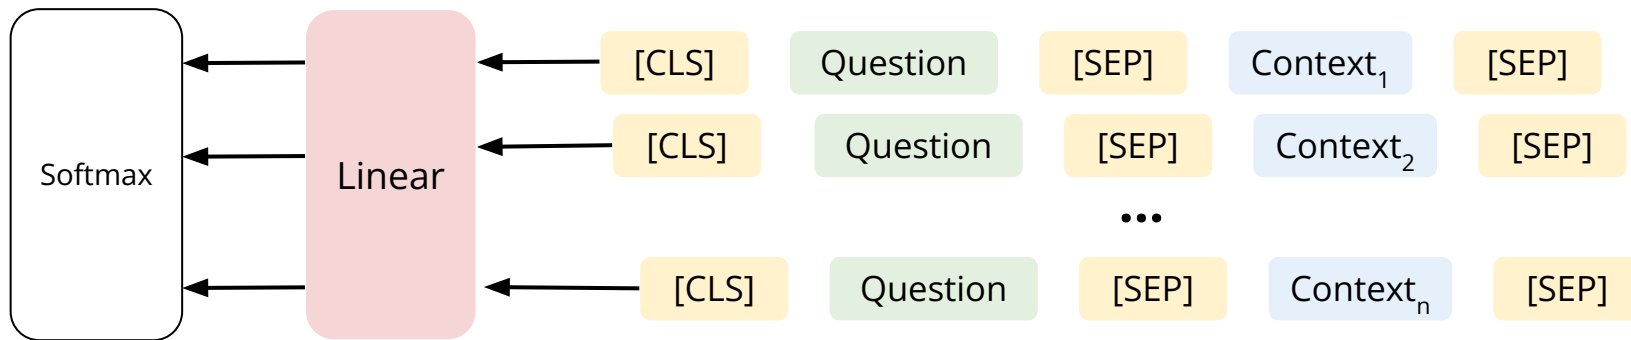 [CLS] Question [SEP] Context1 [SEP]
[CLS] Question [SEP] Context2 [SEP]
Softmax Linear
...
[CLS] Question [SEP] Contextn [SEP]